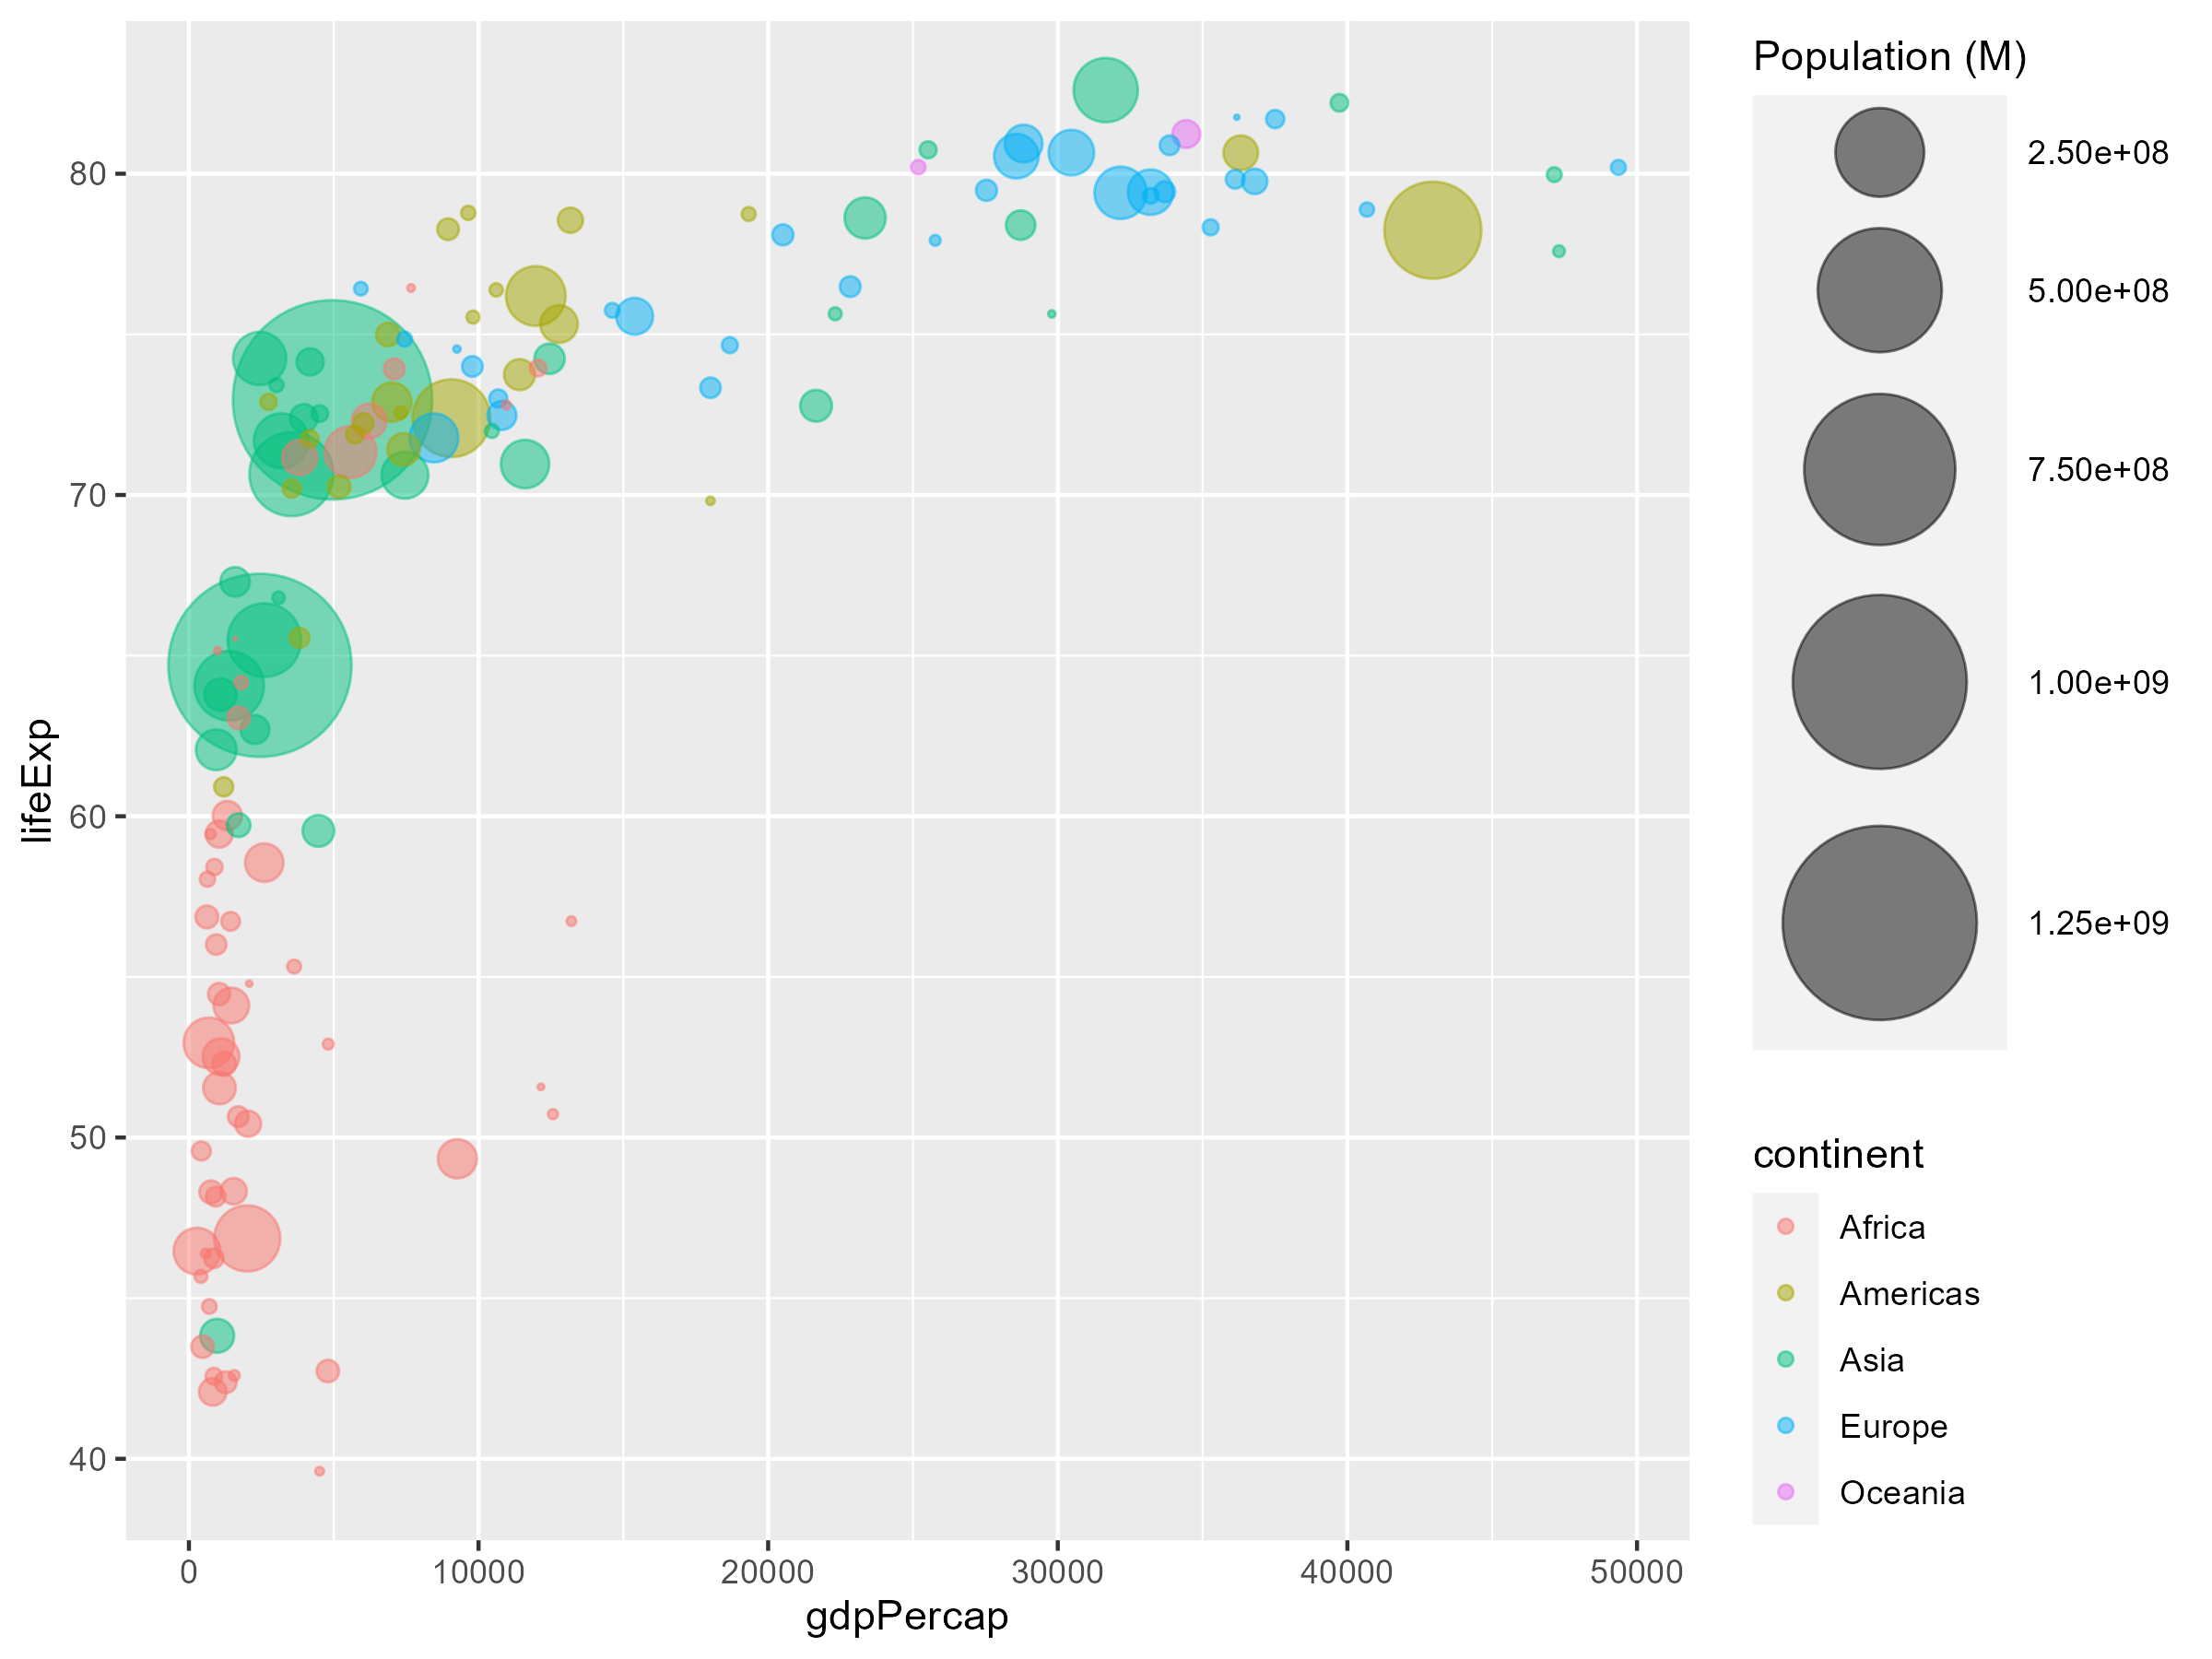 Population (M)
2.50e+08
5.00e+08
7.50e+08
1.00e+09
1.25e+09
continent
Africa
Americas
Asia
Europe
Oceania
lifeExp
80
70
60
50
40
0 10000 20000 30000 40000 50000
gdpPercap